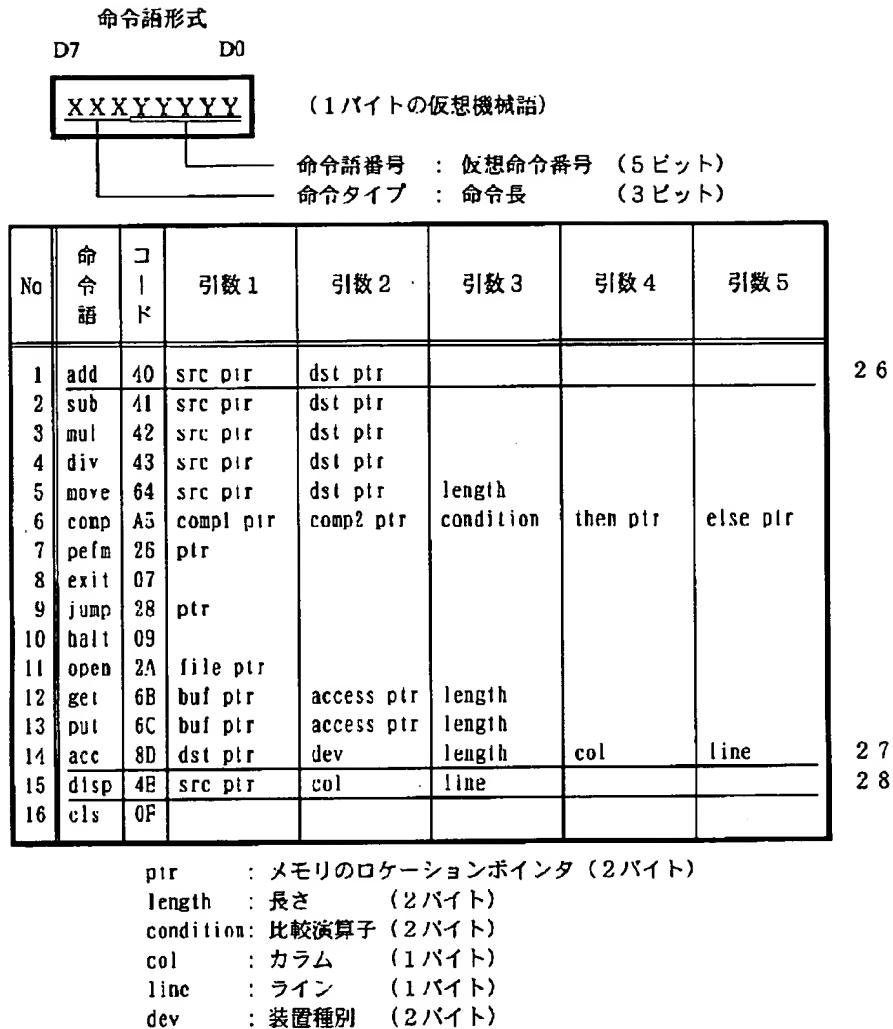 命令語形式
D7 D0
XXXYYYYY (1バイトの仮想機械語)
命令語番号 : 仮想命令番号 (5ビット)
命令タイプ : 命令長 (3ビット)
No 命令語 コード 引数1 引数2 引数3 引数4 引数5
1 add 40 src ptr dst ptr 26
2 sub 41 src ptr dst ptr
3 mul 42 src ptr dst ptr
4 div 43 src ptr dst ptr
5 move 64 src ptr dst ptr length
6 comp A5 comp1 ptr comp2 ptr condition then ptr else ptr
7 pefm 26 ptr
8 exit 07
9 jump 28 ptr
10 halt 09
11 open 2A file ptr
12 get 6B buf ptr access ptr length
13 put 6C buf ptr access ptr length
14 acc 8D dst ptr dev length col line 27
15 disp 4E src ptr col line 28
16 cls 0F
ptr : メモリのロケーションポインタ (2バイト)
length : 長さ (2バイト)
condition: 比較演算子 (2バイト)
col : カラム (1バイト)
line : ライン (1バイト)
dev : 装置種別 (2バイト)